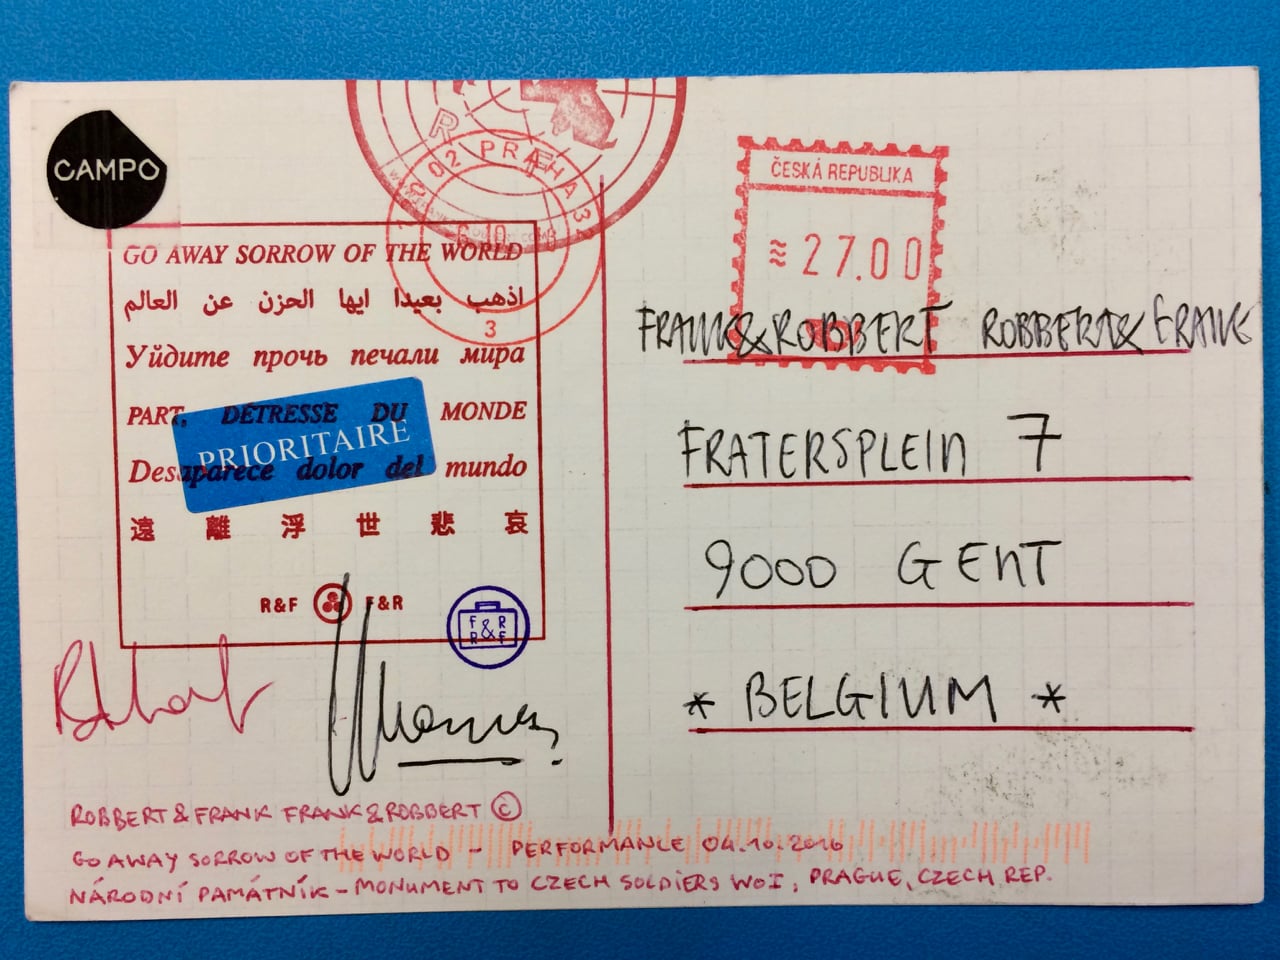 CAMPO
02 PRAHA 3
3
ČESKÁ REPUBLIKA
≋27.00
GO AWAY SORROW OF THE WORLD
اذهب بعيدا ايها الحزن عن العالم
Уйдите прочь печали мира
PART, DÉTRESSE DU MONDE
PRIORITAIRE
Desaparece dolor del mundo
遠離浮世悲哀
R&F F&R
F&R
R&F
FRANK&ROBBERT ROBBERT&FRANK
FRATERSPLEIN 7
9000 GENT
* BELGIUM *
ROBBERT & FRANK FRANK & ROBBERT ©
GO AWAY SORROW OF THE WORLD - PERFORMANCE 04.10.2016
NÁRODNÍ PAMÁTNÍK - MONUMENT TO CZECH SOLDIERS WOI, PRAGUE, CZECH REP.